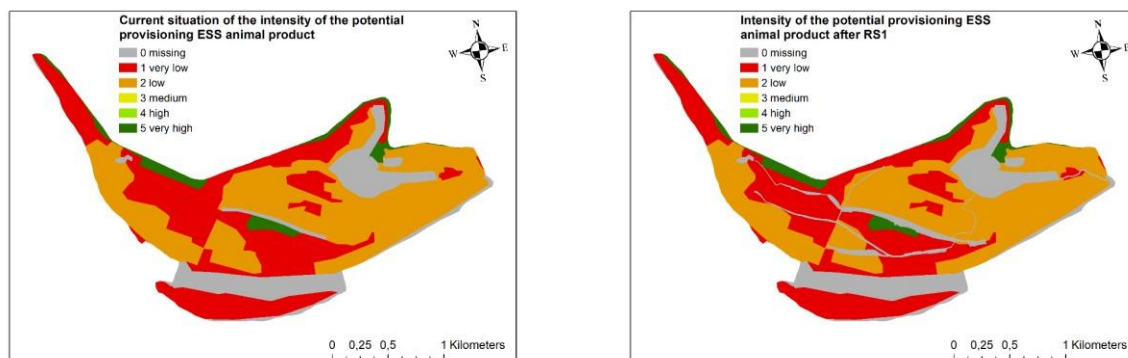 Current situation of the intensity of the potential
provisioning ESS animal product
0 missing
1 very low
2 low
3 medium
4 high
5 very high
N
W E
S
0 0,25 0,5 1 Kilometers
Intensity of the potential provisioning ESS
animal product after RS1
0 missing
1 very low
2 low
3 medium
4 high
5 very high
N
W E
S
0 0,25 0,5 1 Kilometers